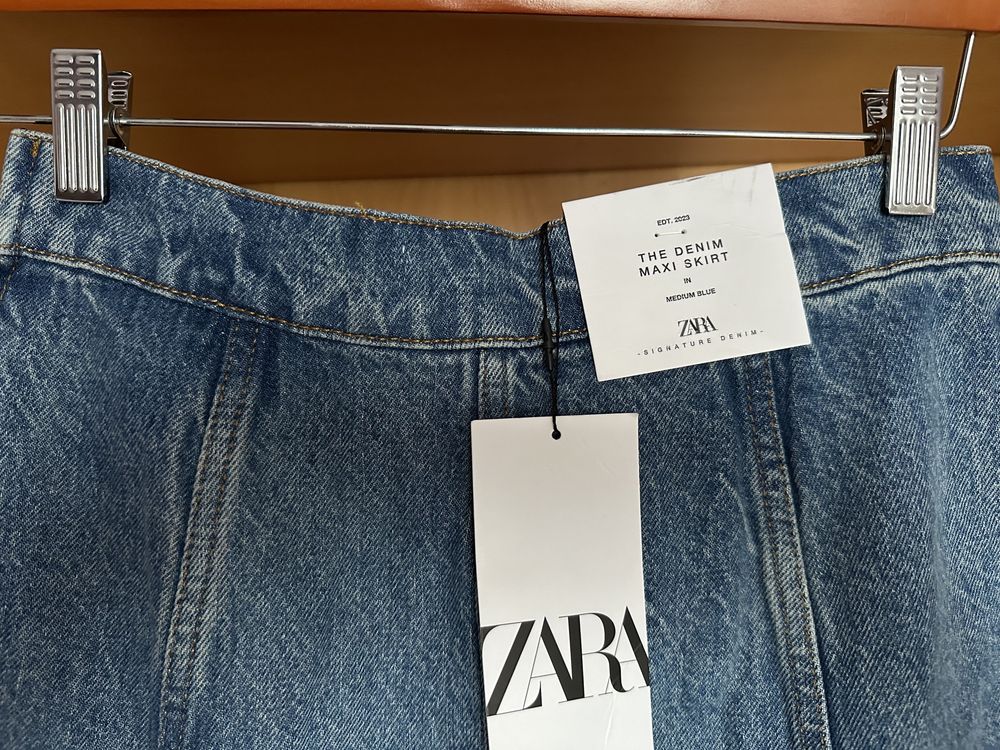 EDT. 2023
THE DENIM
MAXI SKIRT
IN
MEDIUM BLUE
ZARA
-SIGNATURE DENIM-
ZARA